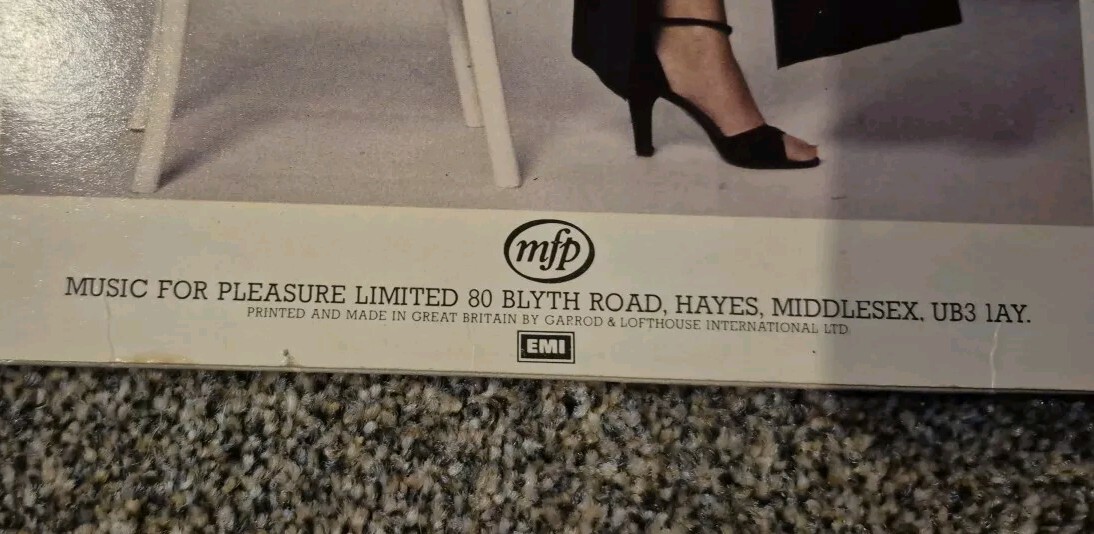 mfp
MUSIC FOR PLEASURE LIMITED 80 BLYTH ROAD, HAYES, MIDDLESEX, UB3 1AY.
PRINTED AND MADE IN GREAT BRITAIN BY GARROD & LOFTHOUSE INTERNATIONAL LTD
EMI